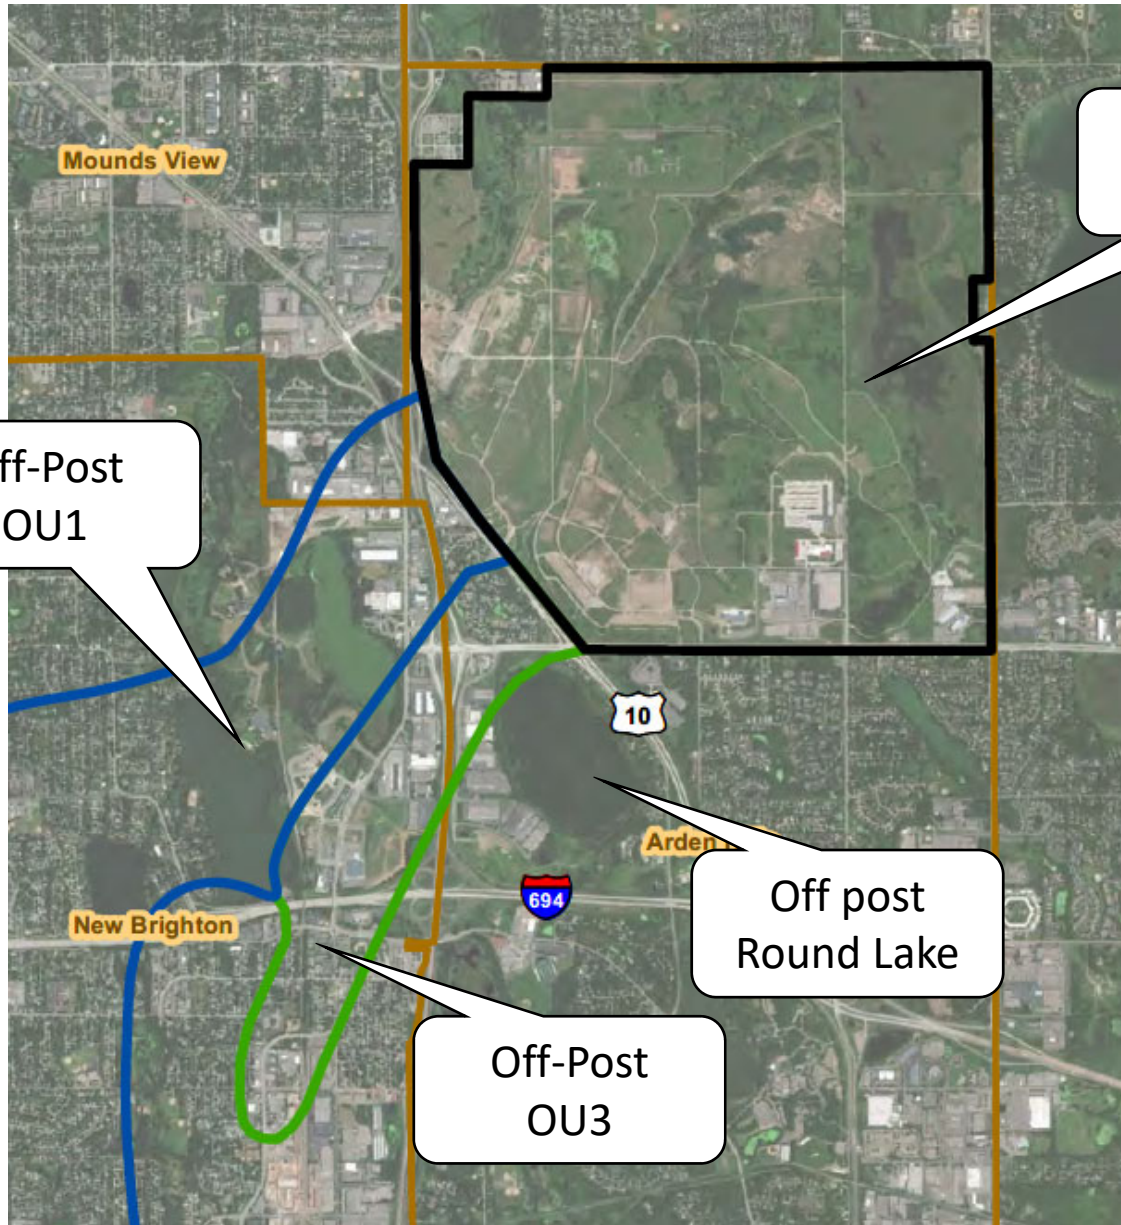 Mounds View
ff-Post
OU1
10
Arden
694
New Brighton
Off post
Round Lake
Off-Post
OU3